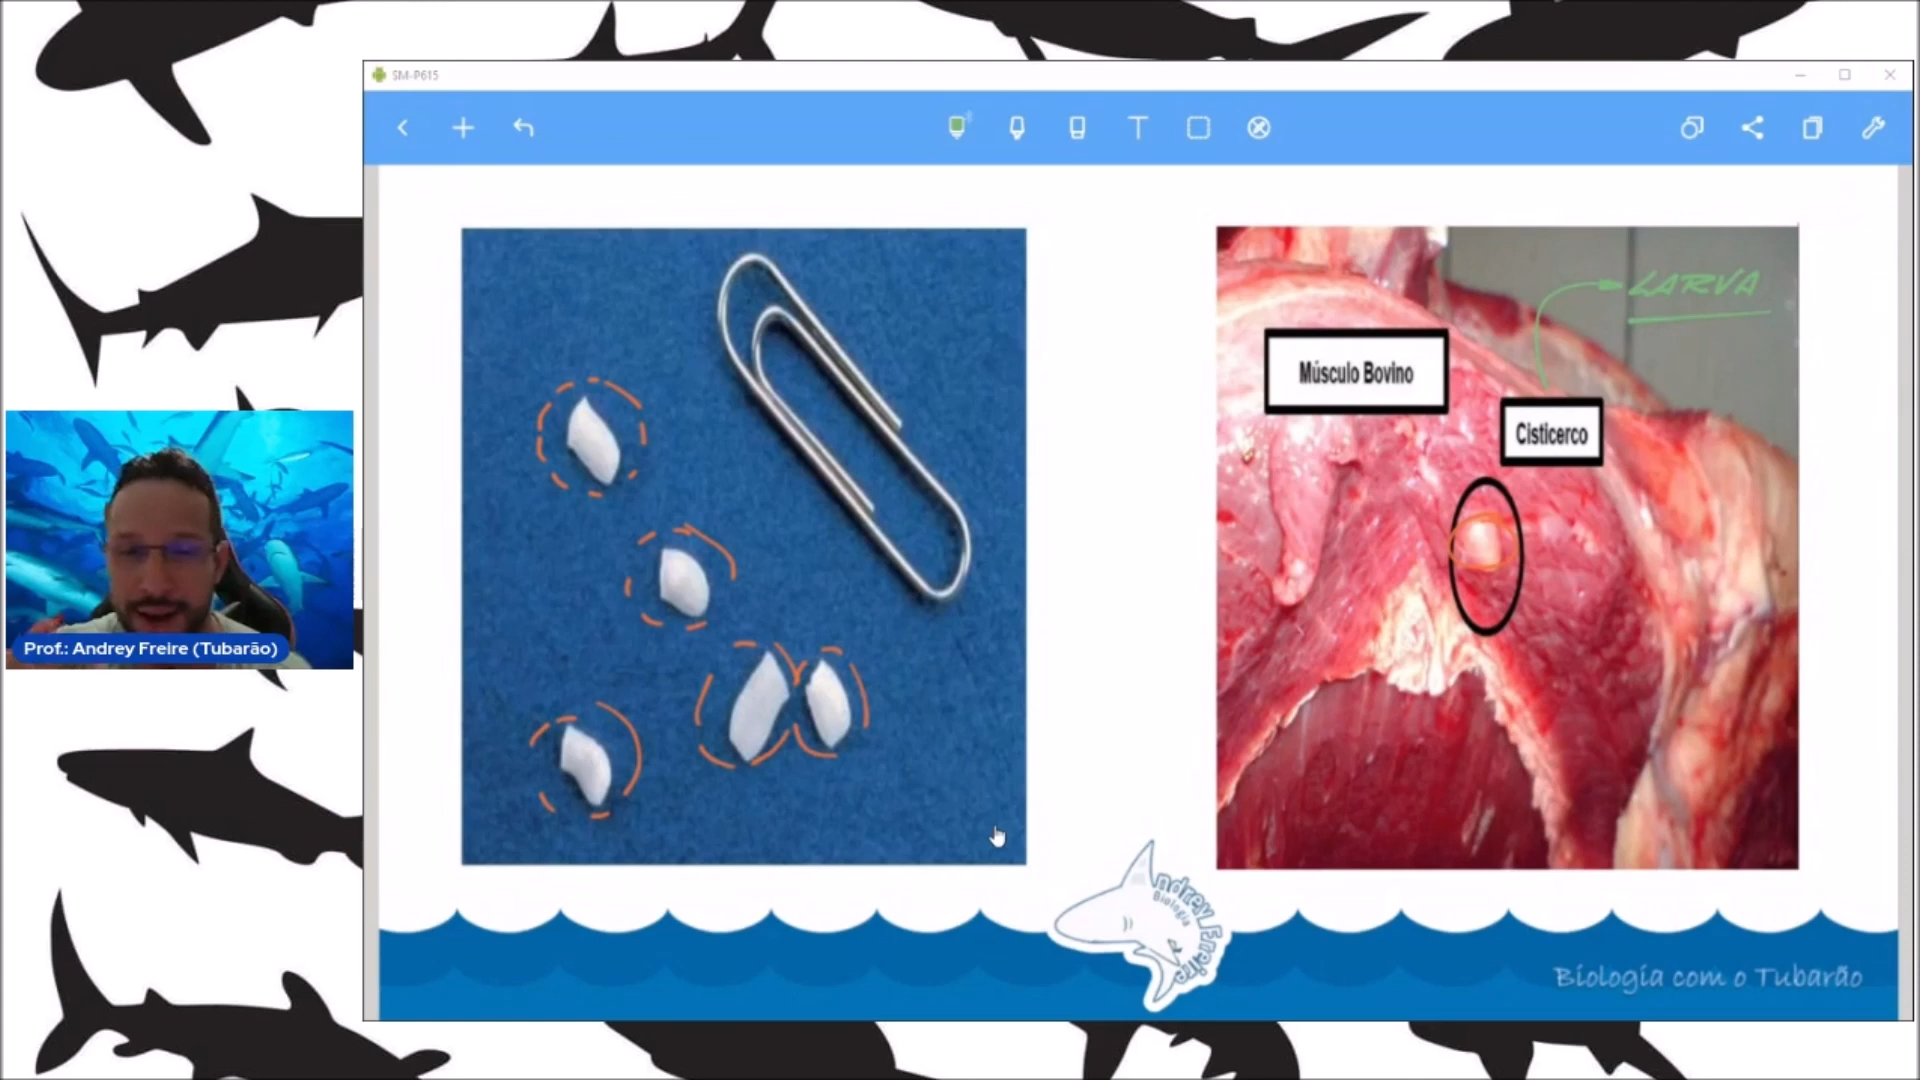 SM-P615
LARVA
Músculo Bovino
Cisticerco
Prof.: Andrey Freire (Tubarão)
Andrey Freire
Biologia
Biologia com o Tubarão